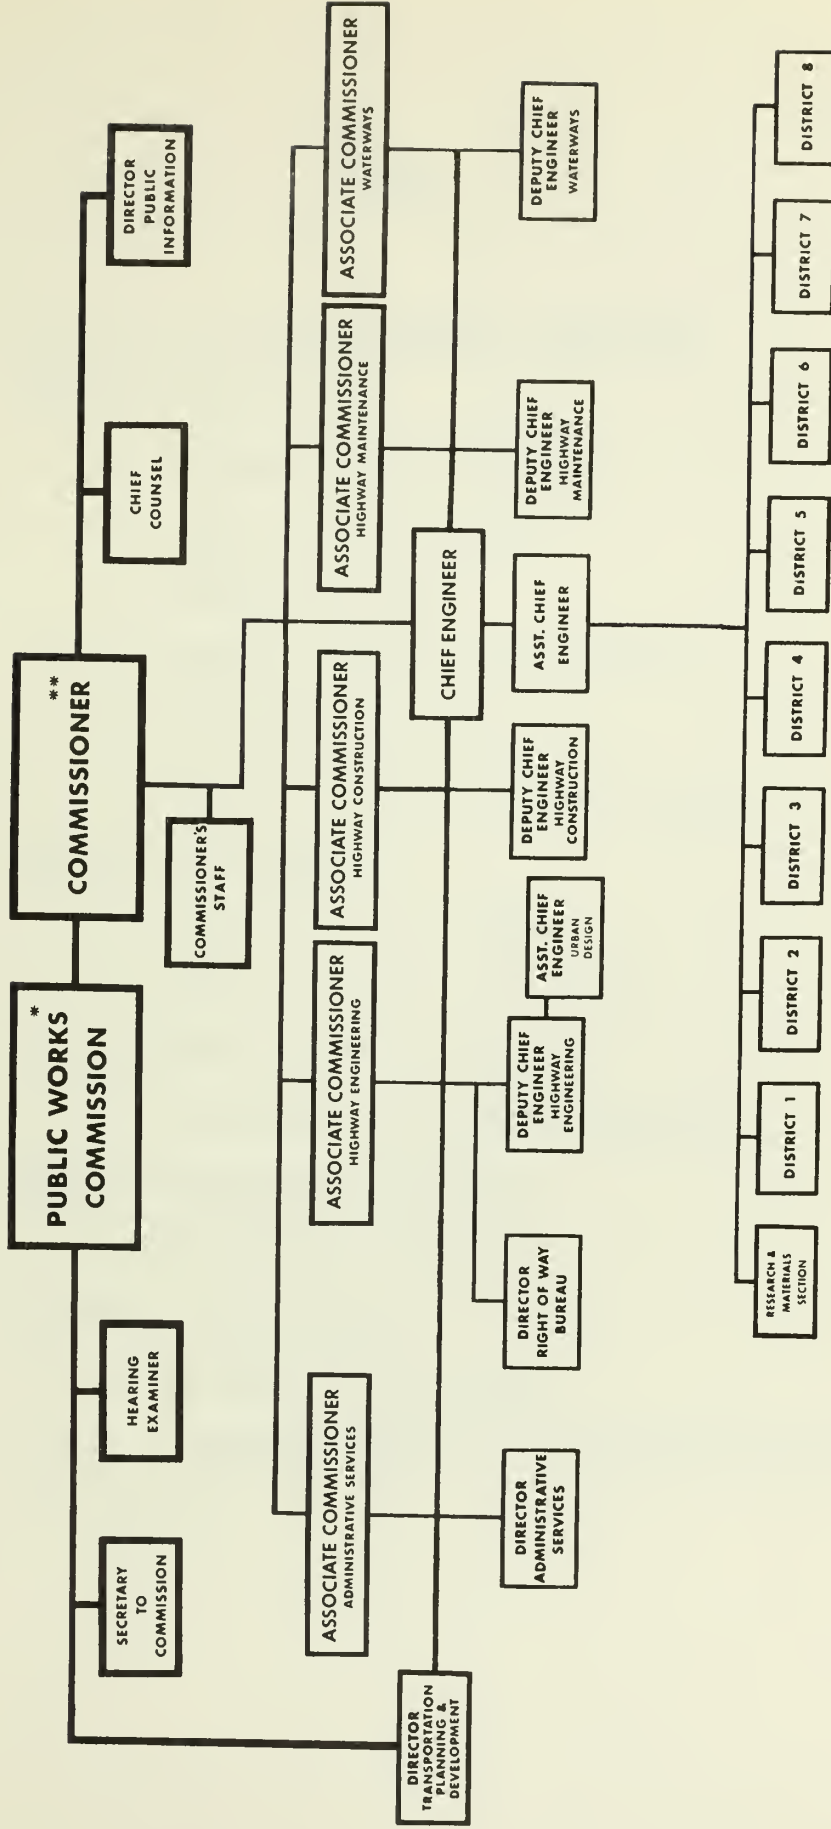 PUBLIC WORKS *
COMMISSION
COMMISSIONER **
SECRETARY
TO
COMMISSION
HEARING
EXAMINER
COMMISSIONER'S
STAFF
CHIEF
COUNSEL
DIRECTOR
PUBLIC
INFORMATION
ASSOCIATE COMMISSIONER
ADMINISTRATIVE SERVICES
ASSOCIATE COMMISSIONER
HIGHWAY ENGINEERING
ASSOCIATE COMMISSIONER
HIGHWAY CONSTRUCTION
ASSOCIATE COMMISSIONER
HIGHWAY MAINTENANCE
ASSOCIATE COMMISSIONER
WATERWAYS
DIRECTOR
TRANSPORTATION
PLANNING &
DEVELOPMENT
CHIEF ENGINEER
DIRECTOR
ADMINISTRATIVE
SERVICES
DIRECTOR
RIGHT OF WAY
BUREAU
DEPUTY CHIEF
ENGINEER
HIGHWAY
ENGINEERING
ASST. CHIEF
ENGINEER
URBAN
DESIGN
DEPUTY CHIEF
ENGINEER
HIGHWAY
CONSTRUCTION
ASST. CHIEF
ENGINEER
DEPUTY CHIEF
ENGINEER
HIGHWAY
MAINTENANCE
DEPUTY CHIEF
ENGINEER
WATERWAYS
RESEARCH &
MATERIALS
SECTION
DISTRICT 1
DISTRICT 2
DISTRICT 3
DISTRICT 4
DISTRICT 5
DISTRICT 6
DISTRICT 7
DISTRICT 8